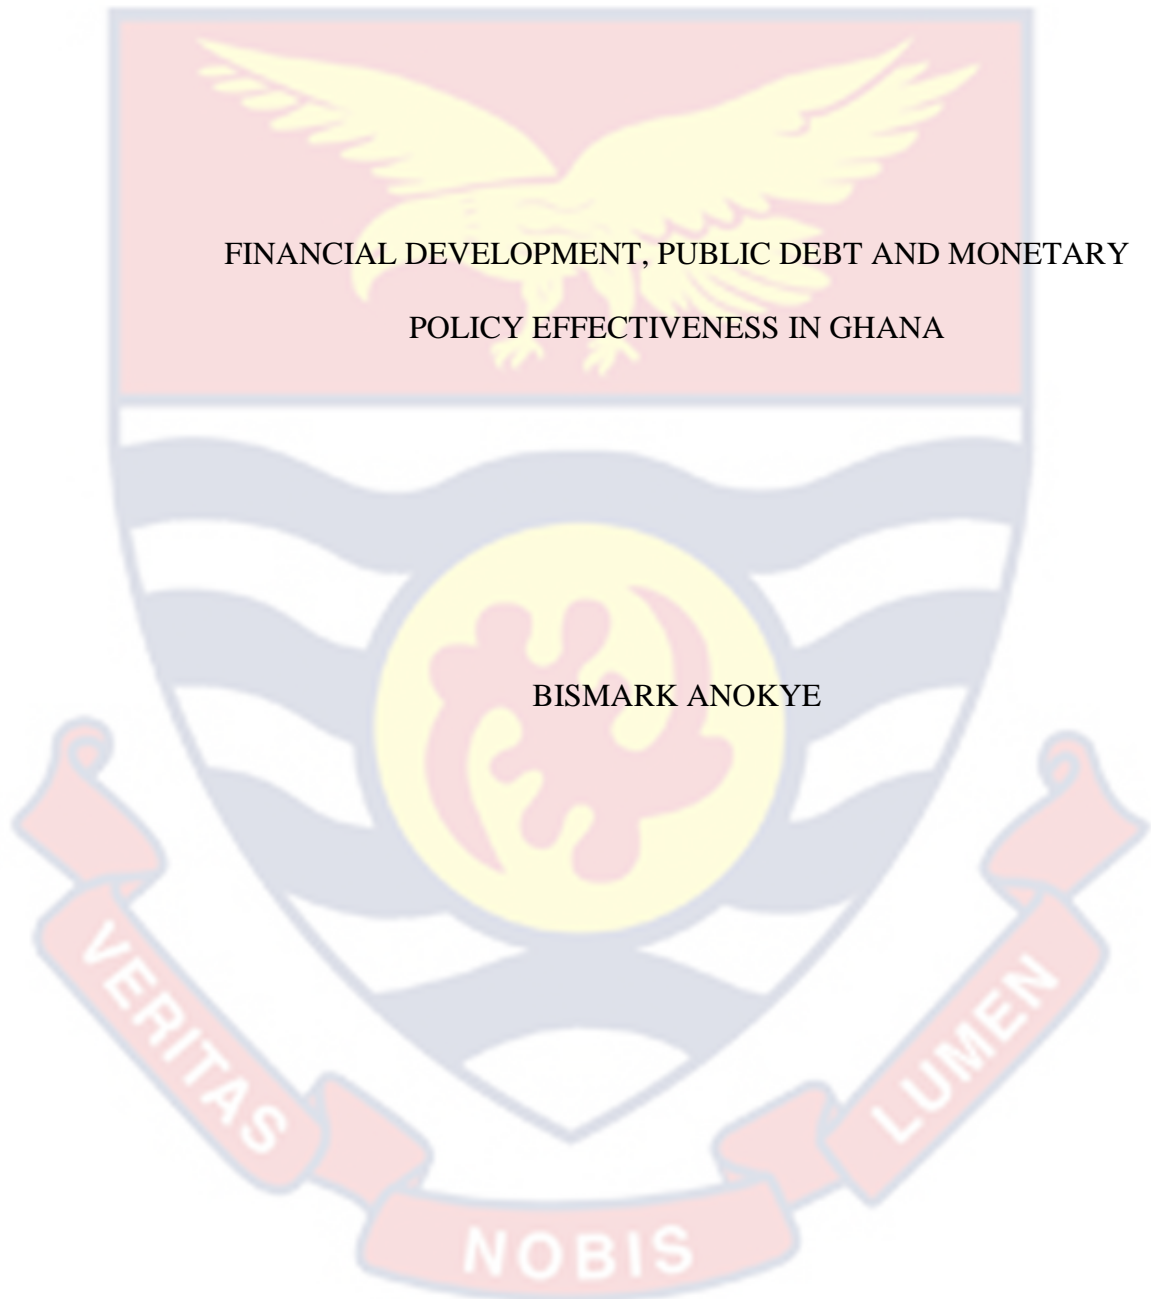 FINANCIAL DEVELOPMENT, PUBLIC DEBT AND MONETARY
POLICY EFFECTIVENESS IN GHANA
BISMARK ANOKYE
VERITAS
NOBIS
LUMEN